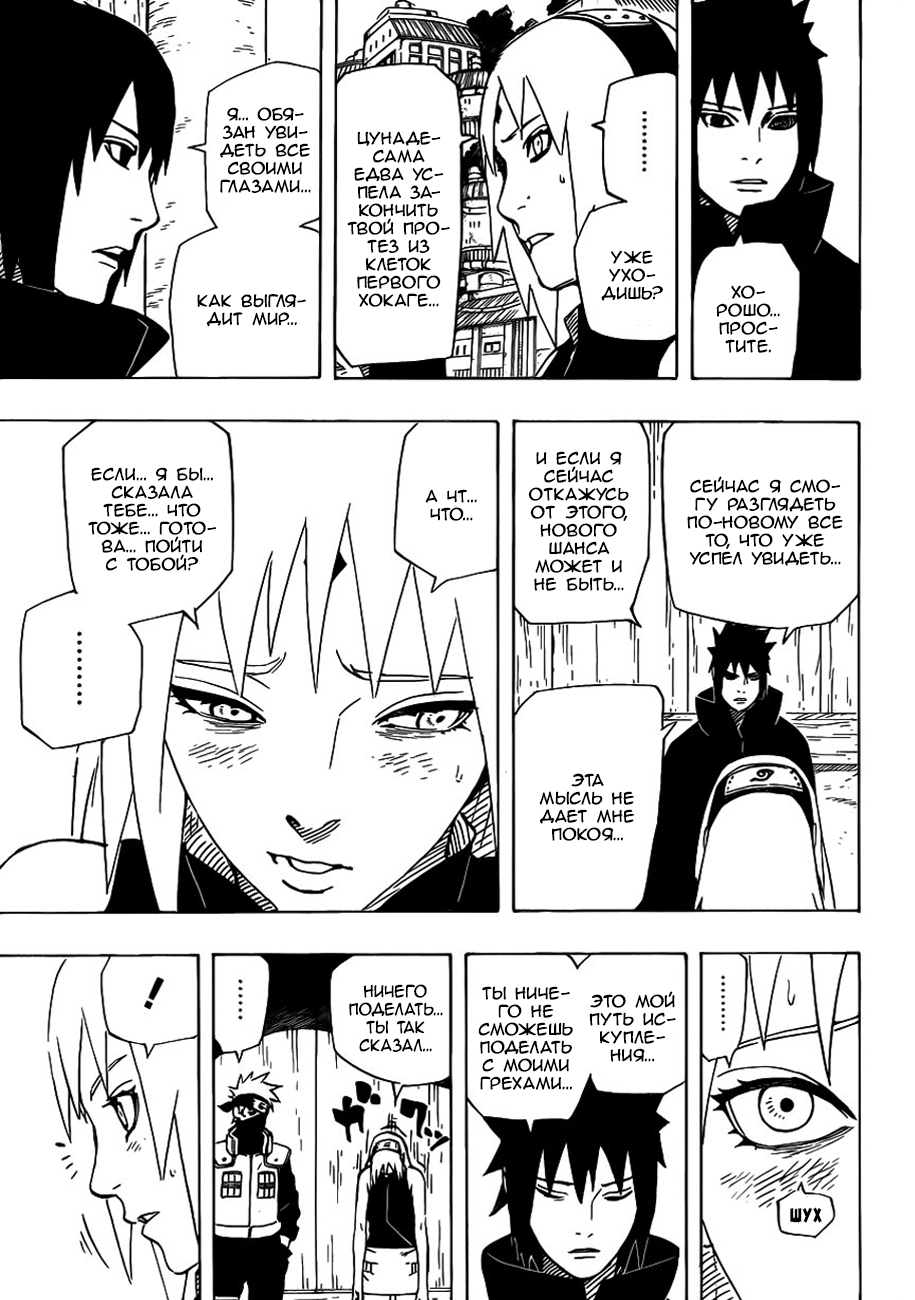 ХО-
РОШО...
ПРОС-
ТИТЕ.
........
УЖЕ
УХО-
ДИШЬ?
ЦУНАДЕ-
САМА
ЕДВА УС-
ПЕЛА ЗА-
КОНЧИТЬ
ТВОЙ ПРО-
ТЕЗ ИЗ
КЛЕТОК
ПЕРВОГО
ХОКАГЕ...
Я... ОБЯ-
ЗАН УВИ-
ДЕТЬ ВСЕ
СВОИМИ
ГЛАЗАМИ...
КАК ВЫГЛЯ-
ДИТ МИР...
СЕЙЧАС Я СМО-
ГУ РАЗГЛЯДЕТЬ
ПО-НОВОМУ ВСЕ
ТО, ЧТО УЖЕ
УСПЕЛ УВИДЕТЬ...
И ЕСЛИ Я
СЕЙЧАС
ОТКАЖУСЬ
ОТ ЭТОГО,
НОВОГО
ШАНСА
МОЖЕТ И
НЕ БЫТЬ...
ЭТА
МЫСЛЬ НЕ
ДАЕТ МНЕ
ПОКОЯ...
А ЧТ...
ЧТО...
ЕСЛИ... Я БЫ...
СКАЗАЛА
ТЕБЕ... ЧТО
ТОЖЕ... ГОТО-
ВА... ПОЙТИ
С ТОБОЙ?
........
........
ШУХ
ЭТО МОЙ
ПУТЬ ИС-
КУПЛЕ-
НИЯ...
ТЫ НИЧЕ-
ГО НЕ
СМОЖЕШЬ
ПОДЕЛАТЬ
С МОИМИ
ГРЕХАМИ...
НИЧЕГО
ПОДЕЛАТЬ...
ТЫ ТАК
СКАЗАЛ...
........
!
........